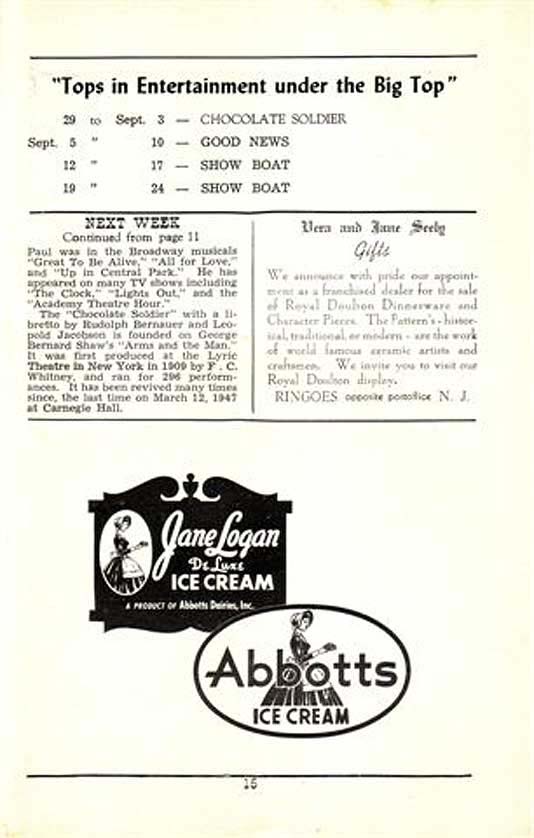 "Tops in Entertainment under the Big Top"
29 to Sept. 3 — CHOCOLATE SOLDIER
Sept. 5 " 10 — GOOD NEWS
12 " 17 — SHOW BOAT
19 " 24 — SHOW BOAT
NEXT WEEK
Continued from page 11
Paul was in the Broadway musicals
"Great To Be Alive," "All for Love,"
and "Up in Central Park." He has
appeared on many TV shows including
"The Clock," "Lights Out," and the
"Academy Theatre Hour."
The "Chocolate Soldier" with a li-
bretto by Rudolph Bernauer and Leo-
pold Jacobson is founded on George
Bernard Shaw's "Arms and the Man."
It was first produced at the Lyric
Theatre in New York in 1909 by F. C.
Whitney, and ran for 296 perform-
ances. It has been revived many times
since, the last time on March 12, 1947
at Carnegie Hall.
Vera and Jane Seely
Gifts
We announce with pride our appoint-
ment as a franchised dealer for the sale
of Royal Doulton Dinnerware and
Character Pieces. The Pattern's - histor-
ical, traditional, or modern - are the work
of world famous ceramic artists and
craftsmen. We invite you to visit our
Royal Doulton display.
RINGOES opposite postoffice N. J.
Jane Logan
De Luxe
ICE CREAM
A PRODUCT OF Abbotts Dairies, Inc.
Abbotts
ICE CREAM
15